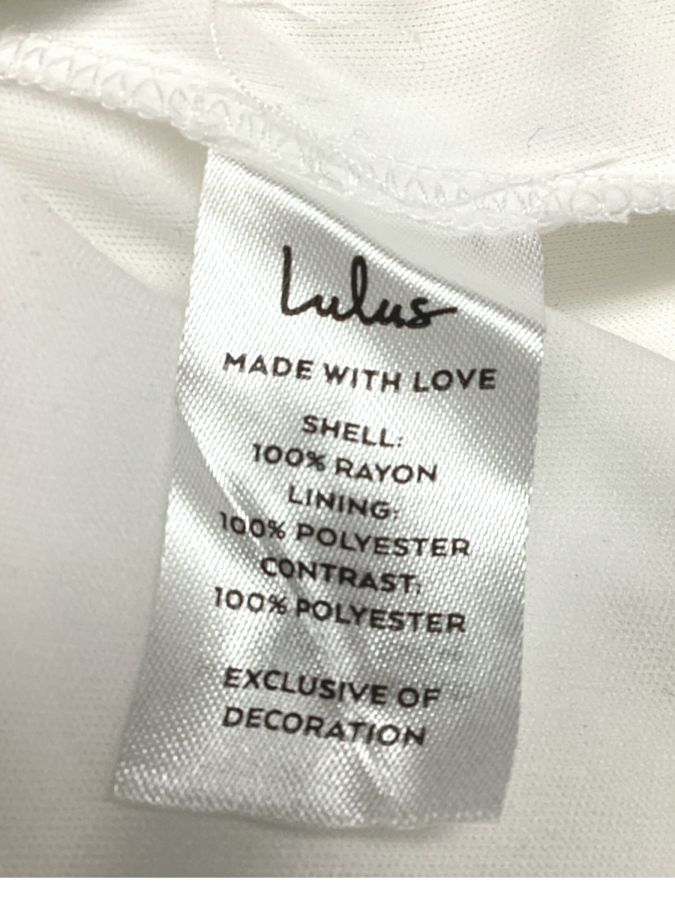 Lulus
MADE WITH LOVE
SHELL:
100% RAYON
LINING:
100% POLYESTER
CONTRAST:
100% POLYESTER
EXCLUSIVE OF
DECORATION